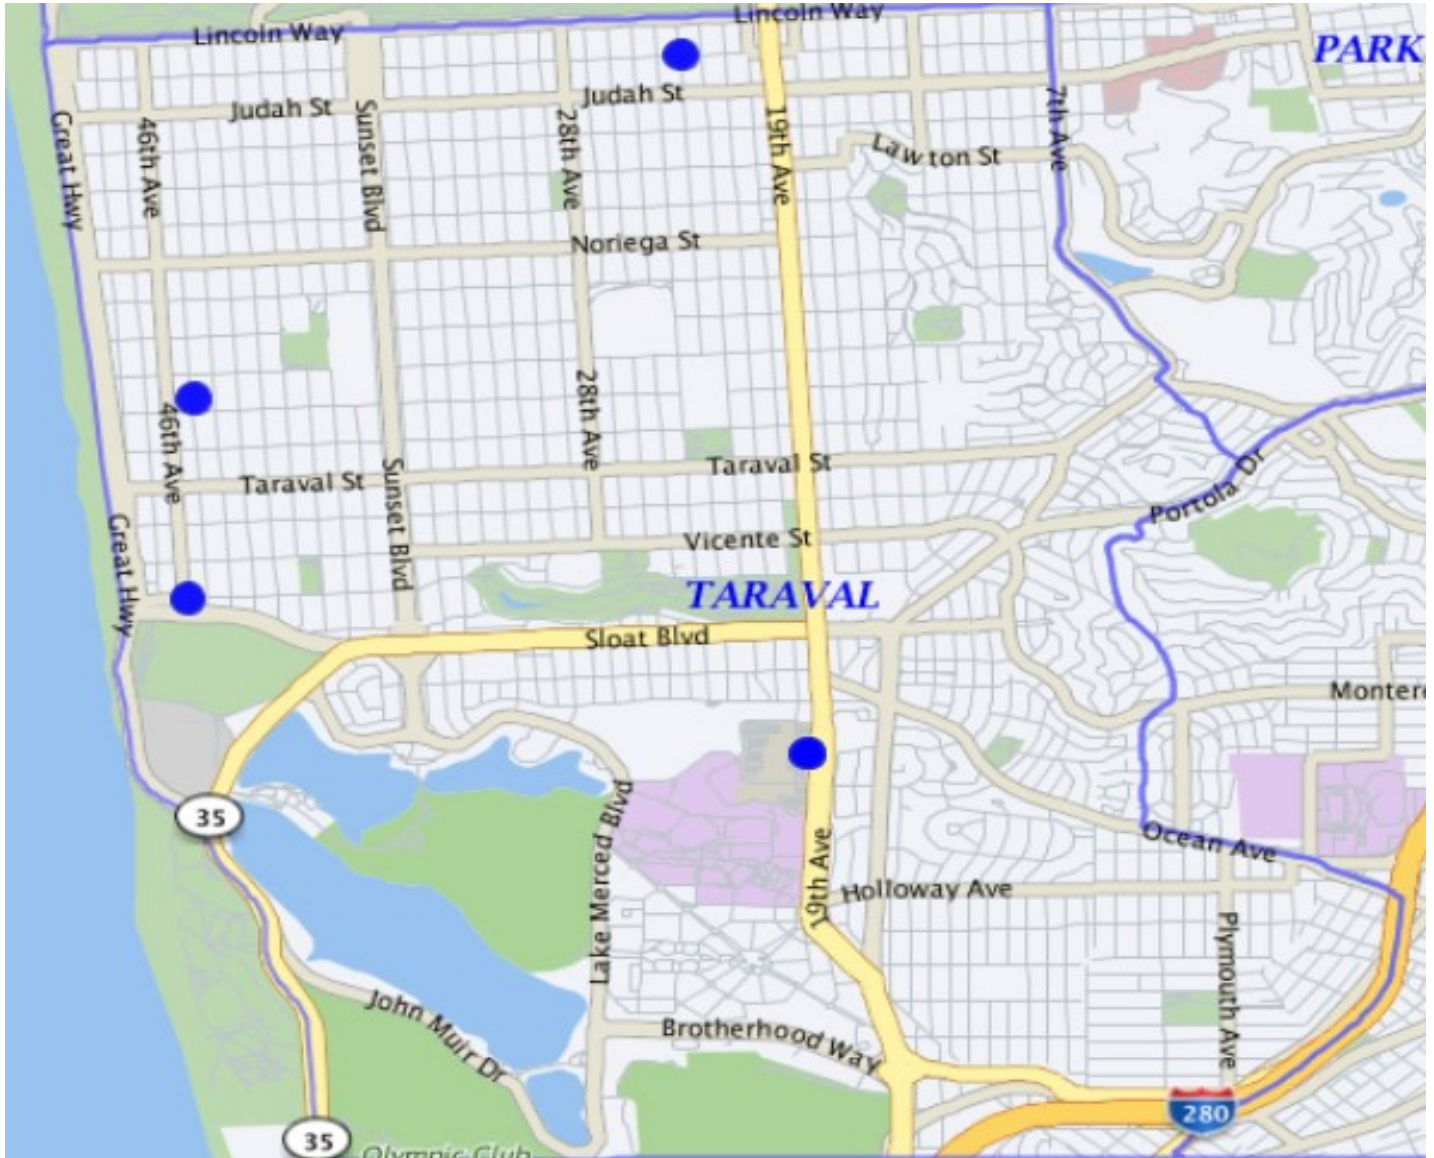 Lincoln Way
Lincoln Way
PARK
Judah St
Judah St
Great Hwy
46th Ave
Sunset Blvd
28th Ave
19th Ave
7th Ave
Lawton St
Noriega St
46th Ave
28th Ave
Taraval St
Taraval St
Sunset Blvd
Portola Dr
Great Hwy
Vicente St
TARAVAL
Sloat Blvd
35
Lake Merced Blvd
19th Ave
Ocean Ave
Holloway Ave
Plymouth Ave
John Muir Dr
Brotherhood Way
280
35
Olympic Club